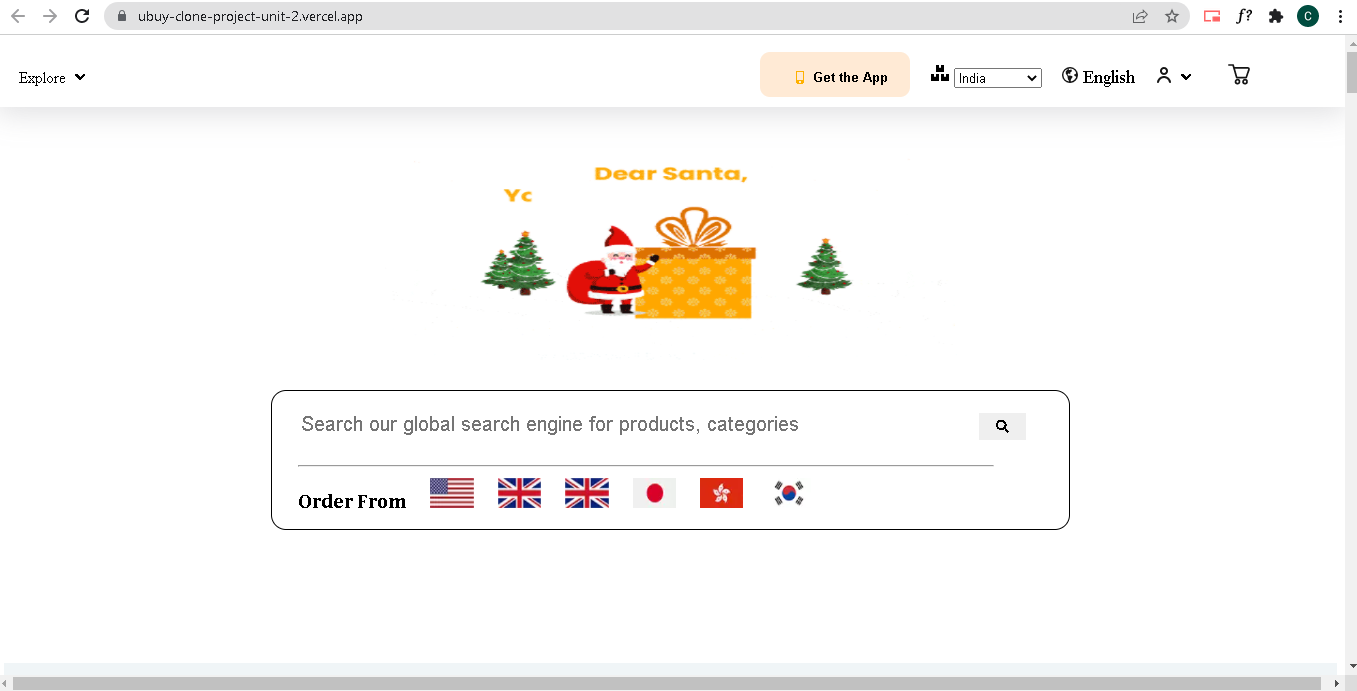 ubuy-clone-project-unit-2.vercel.app
f?
C
Explore
Get the App
India
English
Dear Santa,
Yc
Search our global search engine for products, categories
Order From